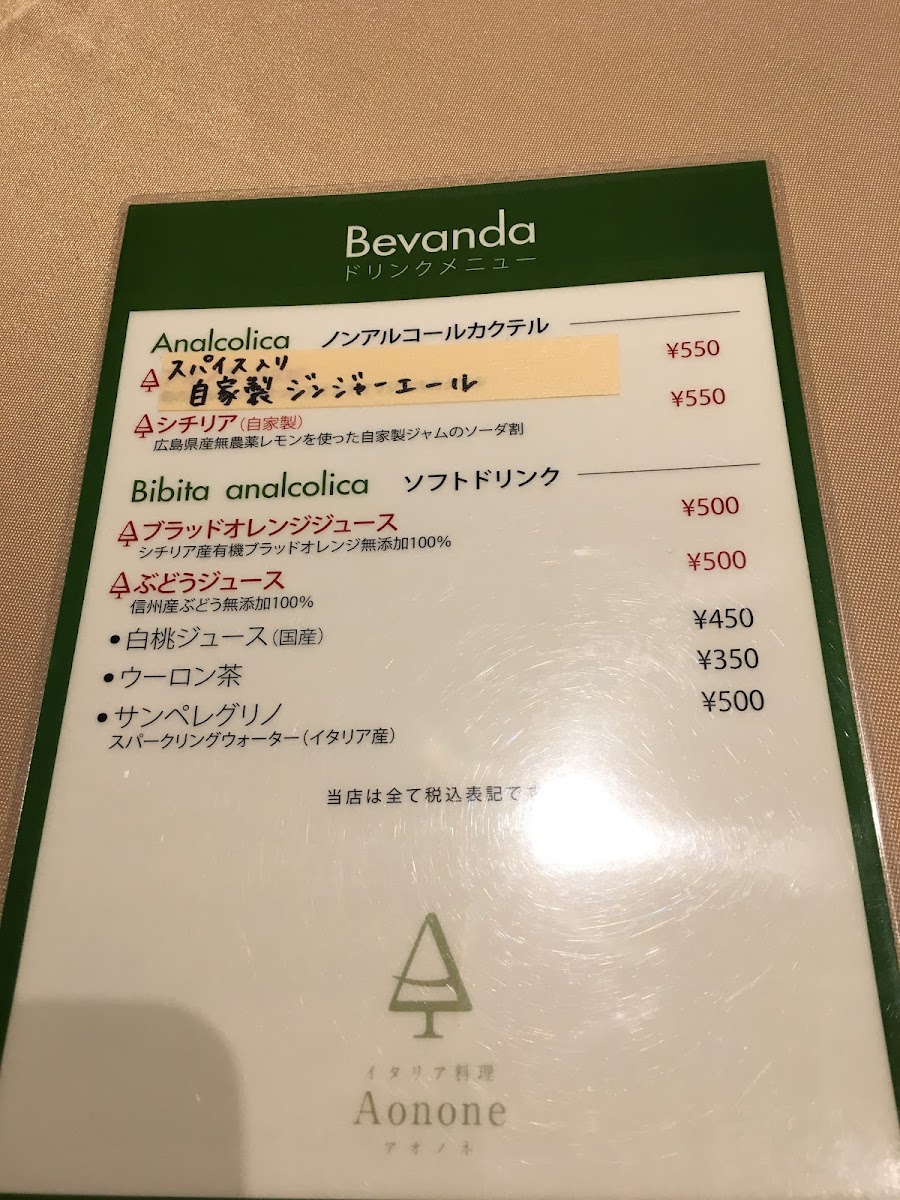 Bevanda
ドリンクメニュー
Analcolica ノンアルコールカクテル
スパイス入り
自家製 ジンジャーエール ¥550
シチリア(自家製) ¥550
広島県産無農薬レモンを使った自家製ジャムのソーダ割
Bibita analcolica ソフトドリンク
ブラッドオレンジジュース ¥500
シチリア産有機ブラッドオレンジ無添加100%
ぶどうジュース ¥500
信州産ぶどう無添加100%
•白桃ジュース(国産) ¥450
•ウーロン茶 ¥350
•サンペレグリノ ¥500
スパークリングウォーター(イタリア産)
当店は全て税込表記です
イタリア料理
Aonone
アオノネ